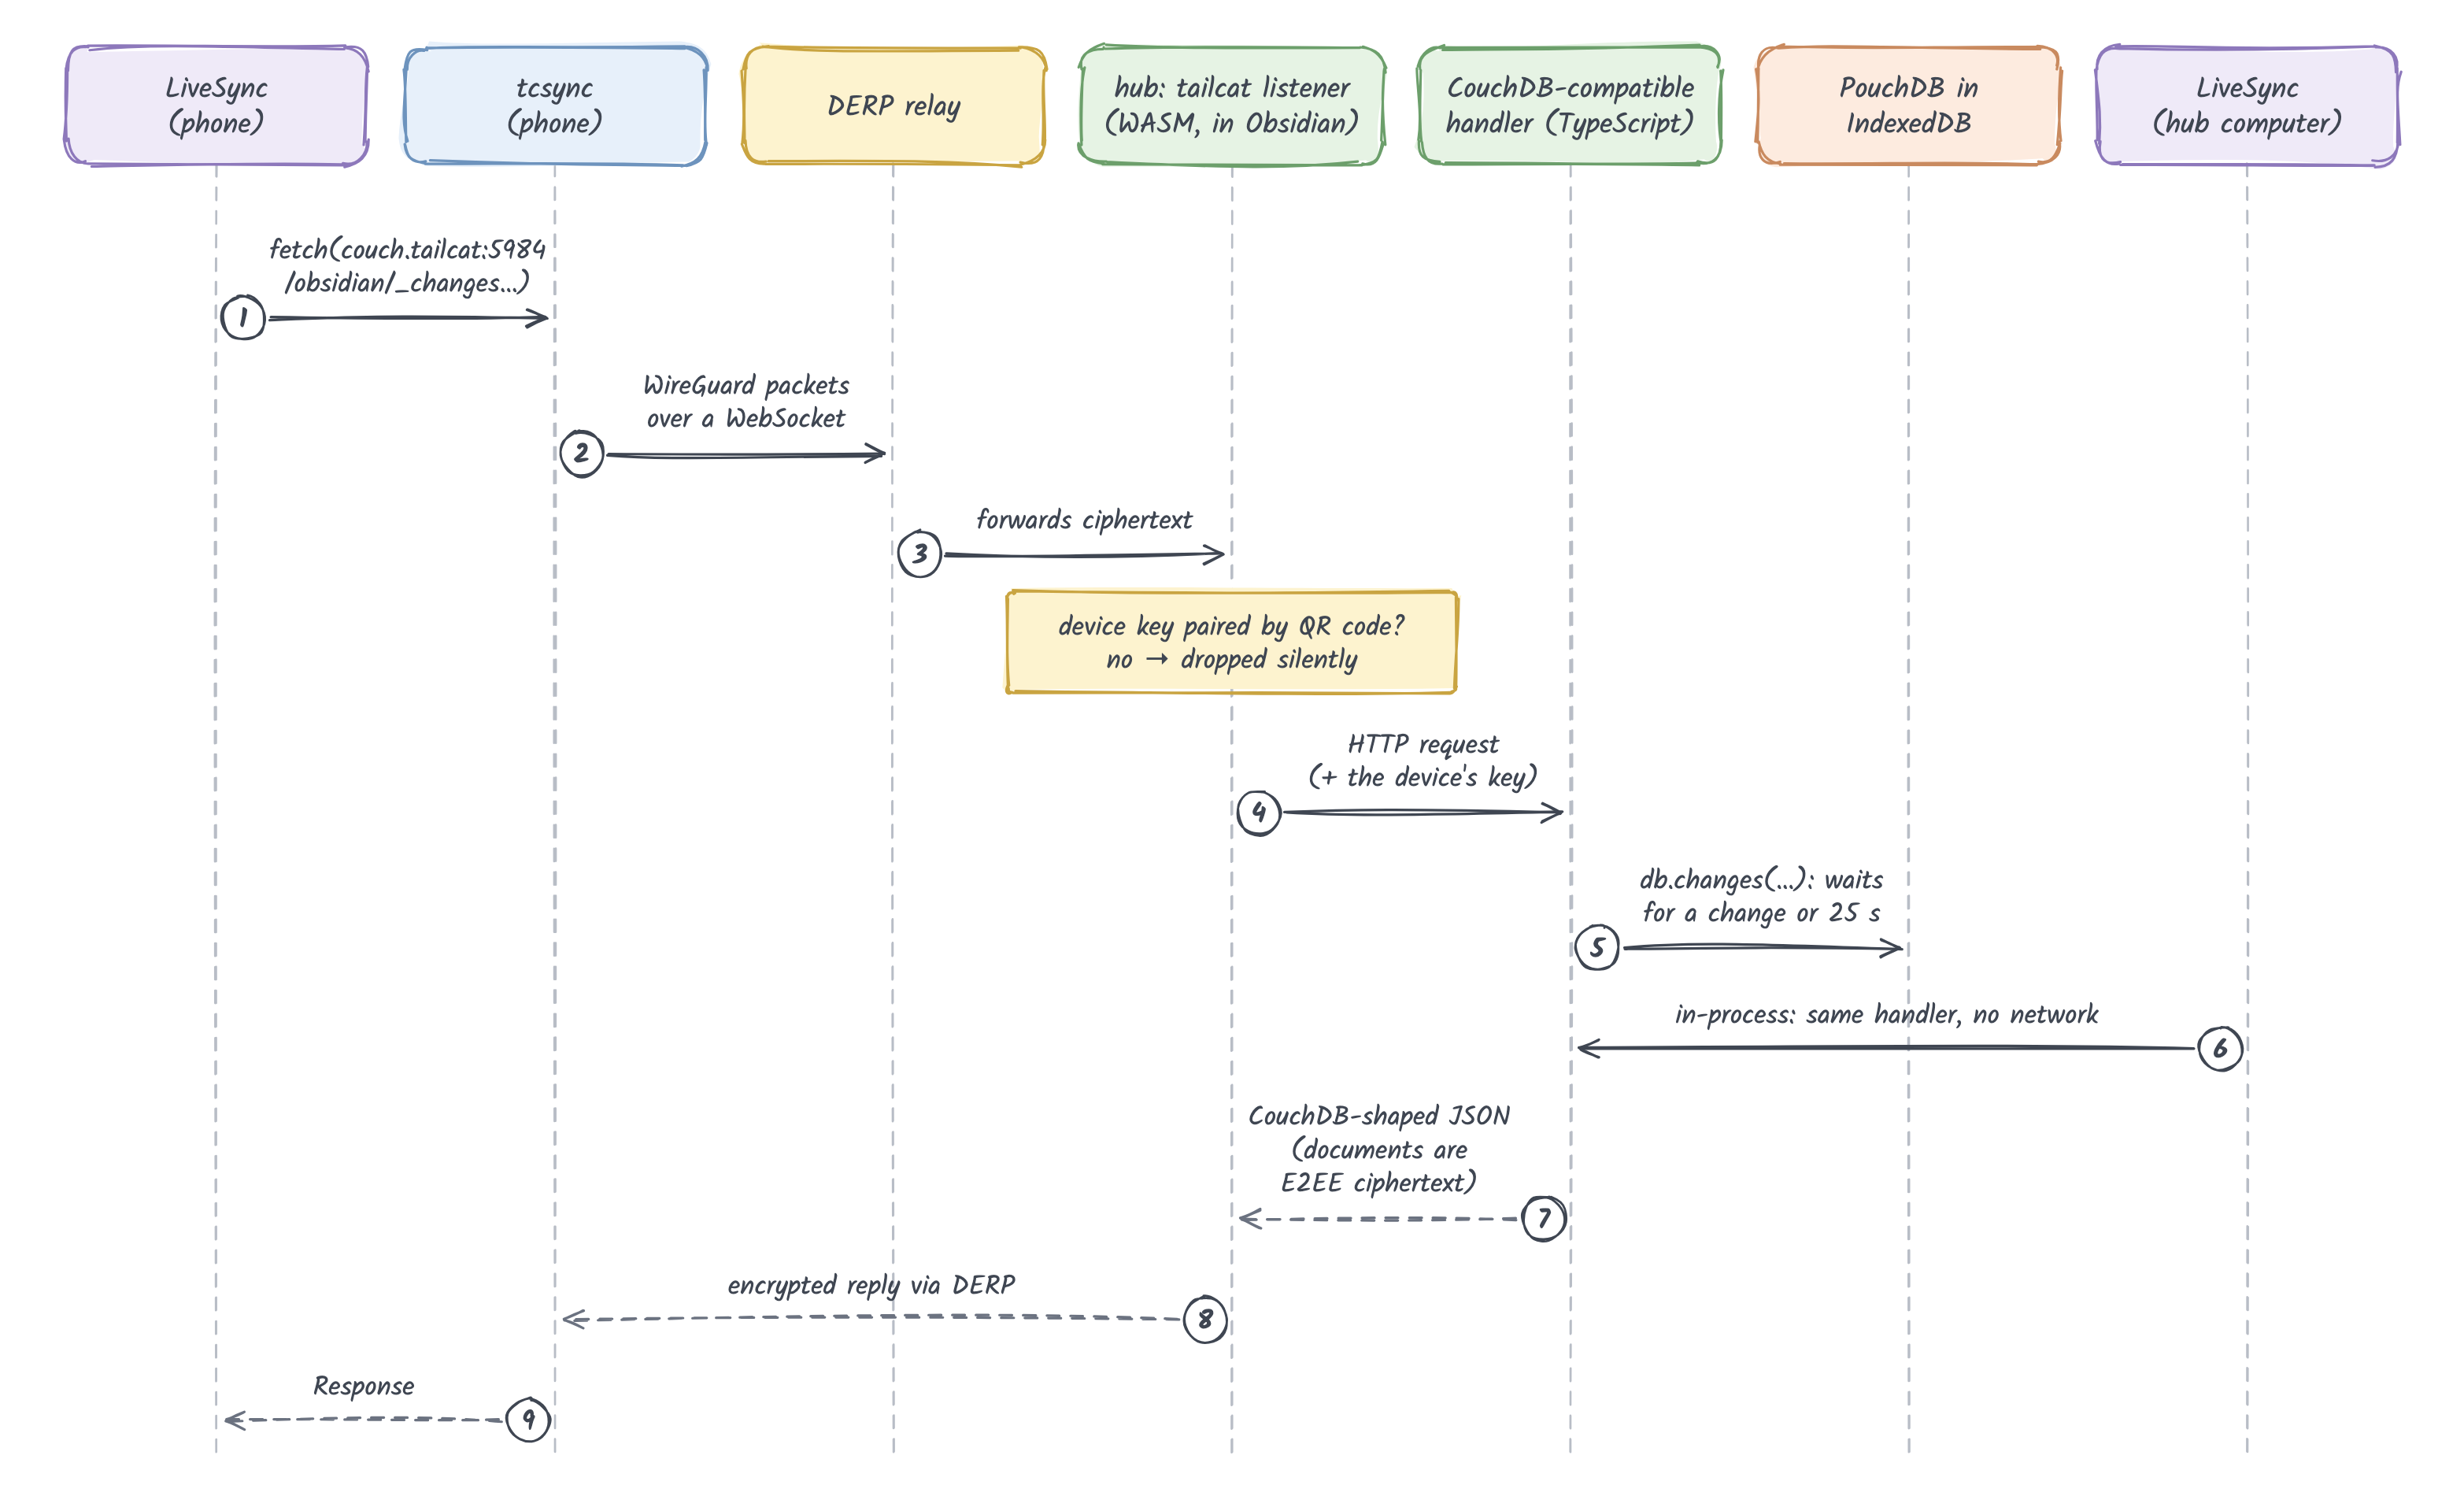 LiveSync
(phone)
tcsync
(phone)
DERP relay
hub: tailcat listener
(WASM, in Obsidian)
CouchDB-compatible
handler (TypeScript)
PouchDB in
IndexedDB
LiveSync
(hub computer)
fetch(couch.tailcat:5984
/obsidian/_changes...)
1
WireGuard packets
over a WebSocket
2
forwards ciphertext
3
device key paired by QR code?
no → dropped silently
HTTP request
(+ the device's key)
4
db.changes(...): waits
for a change or 25 s
5
in-process: same handler, no network
6
CouchDB-shaped JSON
(documents are
E2EE ciphertext)
7
encrypted reply via DERP
8
Response
9